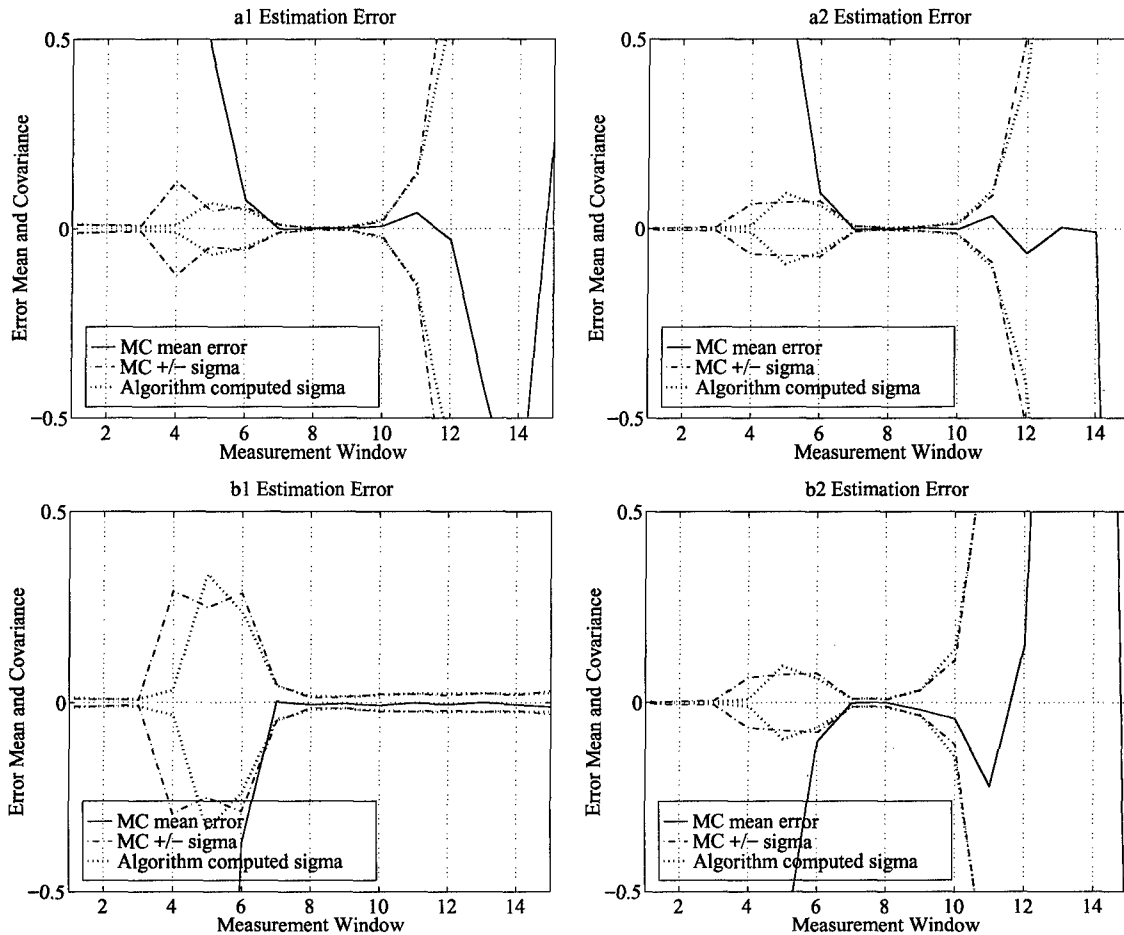 a1 Estimation Error
0.5
0
−0.5
Error Mean and Covariance
MC mean error
MC +/− sigma
Algorithm computed sigma
2 4 6 8 10 12 14
Measurement Window
a2 Estimation Error
0.5
0
−0.5
Error Mean and Covariance
MC mean error
MC +/− sigma
Algorithm computed sigma
2 4 6 8 10 12 14
Measurement Window
b1 Estimation Error
0.5
0
−0.5
Error Mean and Covariance
MC mean error
MC +/− sigma
Algorithm computed sigma
2 4 6 8 10 12 14
Measurement Window
b2 Estimation Error
0.5
0
−0.5
Error Mean and Covariance
MC mean error
MC +/− sigma
Algorithm computed sigma
2 4 6 8 10 12 14
Measurement Window